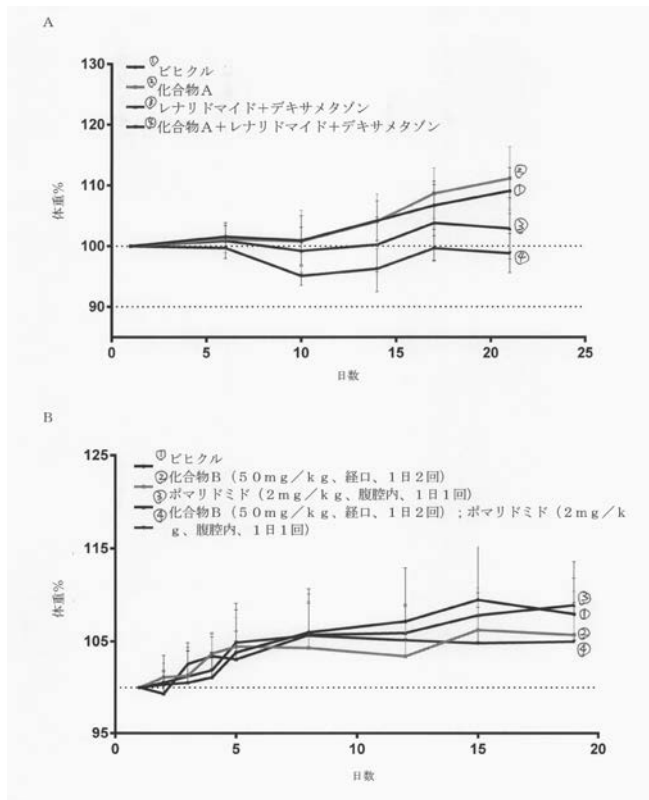 A
130
120
110
100
90
0
5
10
15
20
25
体重%
日数
①ビヒクル
②化合物A
③レナリドマイド+デキサメタゾン
化合物A+レナリドマイド+デキサメタゾン
②
①
③
④
B
125
115
105
95
0
5
10
15
20
体重%
日数
①ビヒクル
②化合物B(50mg/kg、経口、1日2回)
③ポマリドミド(2mg/kg、腹腔内、1日1回)
④化合物B(50mg/kg、経口、1日2回);ポマリドミド(2mg/k
g、腹腔内、1日1回)
③
①
②
④